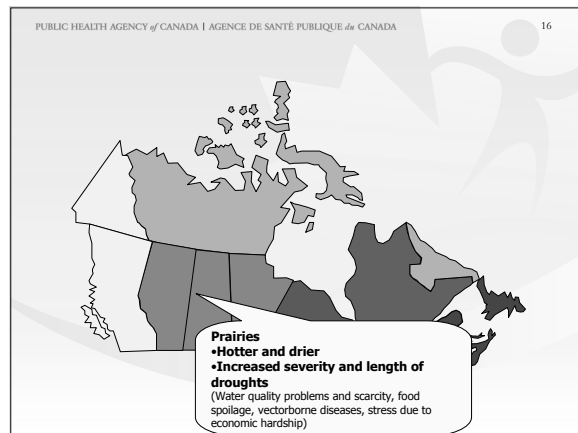 PUBLIC HEALTH AGENCY of CANADA | AGENCE DE SANTÉ PUBLIQUE du CANADA 16
Prairies
•Hotter and drier
•Increased severity and length of
droughts
(Water quality problems and scarcity, food
spoilage, vectorborne diseases, stress due to
economic hardship)